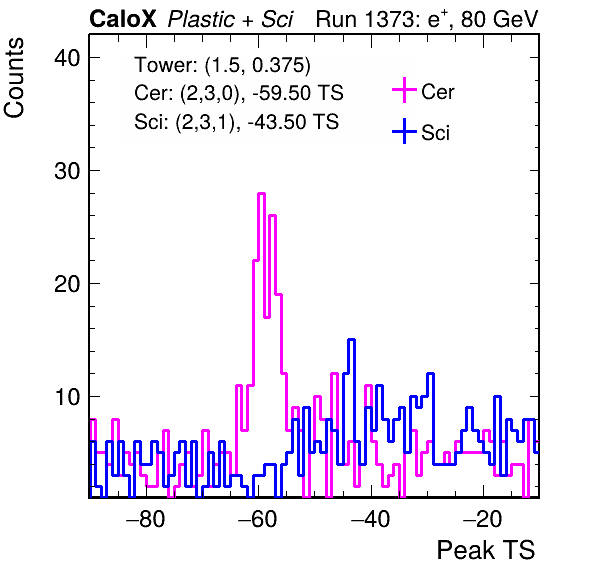 CaloX Plastic + Sci Run 1373: e⁺, 80 GeV
Counts
Tower: (1.5, 0.375)
Cer: (2,3,0), -59.50 TS
Sci: (2,3,1), -43.50 TS
Cer
Sci
40
30
20
10
−80 −60 −40 −20
Peak TS